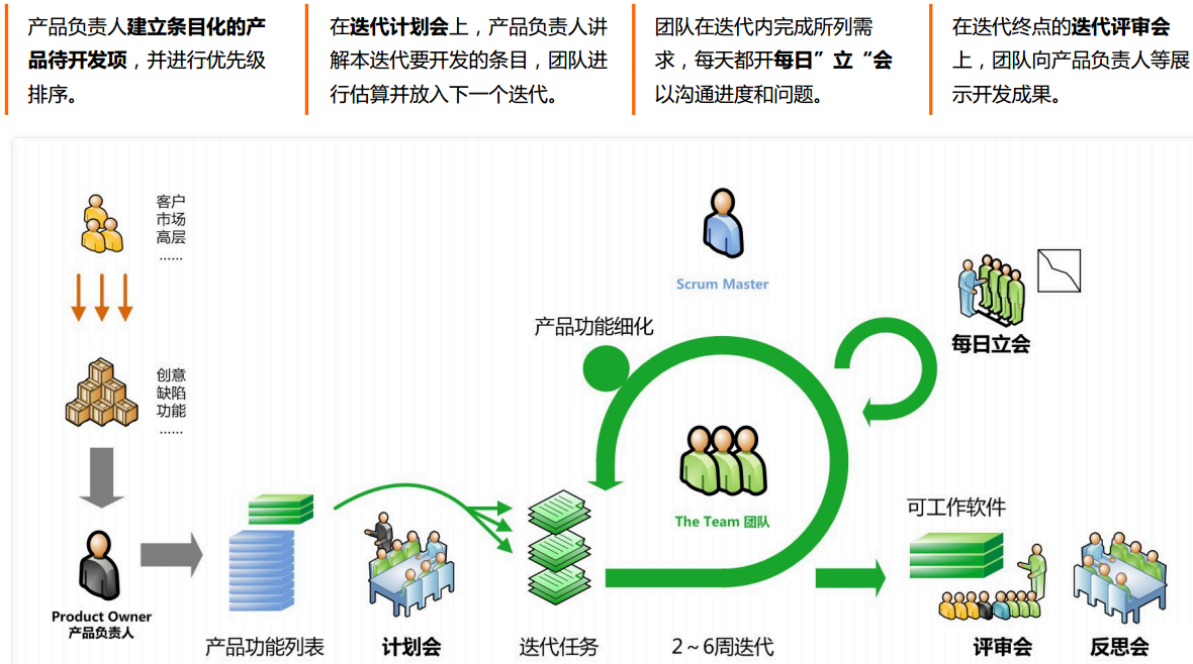 产品负责人建立条目化的产
品待开发项，并进行优先级
排序。
在迭代计划会上，产品负责人讲
解本迭代要开发的条目，团队进
行估算并放入下一个迭代。
团队在迭代内完成所列需
求，每天都开每日”立“会
以沟通进度和问题。
在迭代终点的迭代评审会
上，团队向产品负责人等展
示开发成果。
客户
市场
高层
……
创意
缺陷
功能
……
Product Owner
产品负责人
产品功能列表
计划会
迭代任务
产品功能细化
Scrum Master
The Team 团队
2～6周迭代
每日立会
可工作软件
评审会
反思会